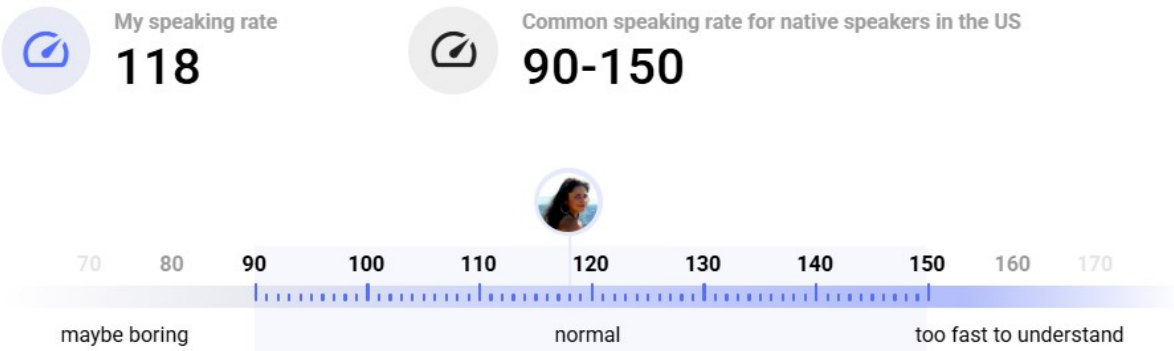 My speaking rate
118
Common speaking rate for native speakers in the US
90-150
70 80 90 100 110 120 130 140 150 160 170
maybe boring normal too fast to understand